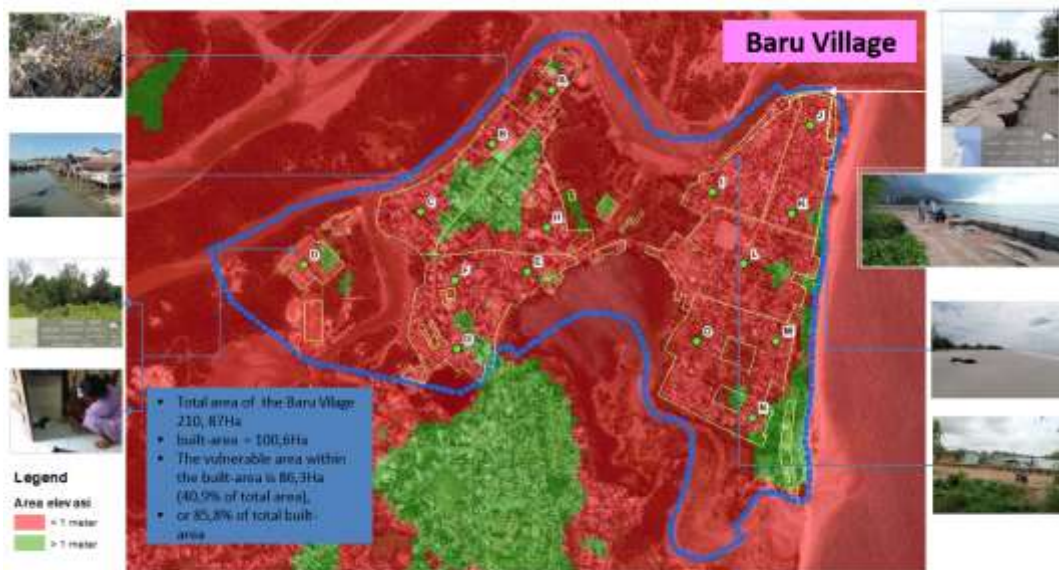 Baru Village
J
A
B
I
C
K
H
D
L
E
F
G
O
M
N
▪ Total area of the Baru Vilage
210, 87Ha
▪ built-area = 100,6Ha
▪ The vulnerable area within
the built-area is 86,3Ha
(40,9% of total area),
▪ or 85,8% of total built-
area
Legend
Area elevasi
< 1 meter
> 1 meter